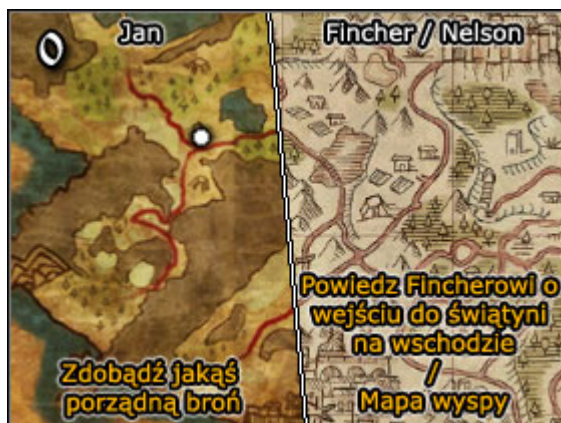 Jan
Fincher / Nelson
Zdobądź jakąś
porządną broń
Powiedz Fincherowi o
wejściu do świątyni
na wschodzie
/
Mapa wyspy